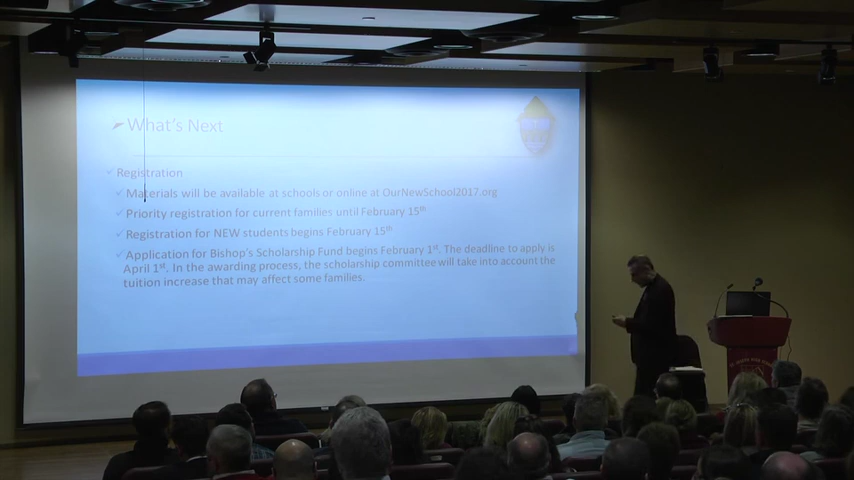 What's Next
Registration
Materials will be available at schools or online at OurNewSchool2017.org
Priority registration for current families until February 15th
Registration for NEW students begins February 15th
Application for Bishop's Scholarship Fund begins February 1st. The deadline to apply is
April 1st. In the awarding process, the scholarship committee will take into account the
tuition increase that may affect some families.